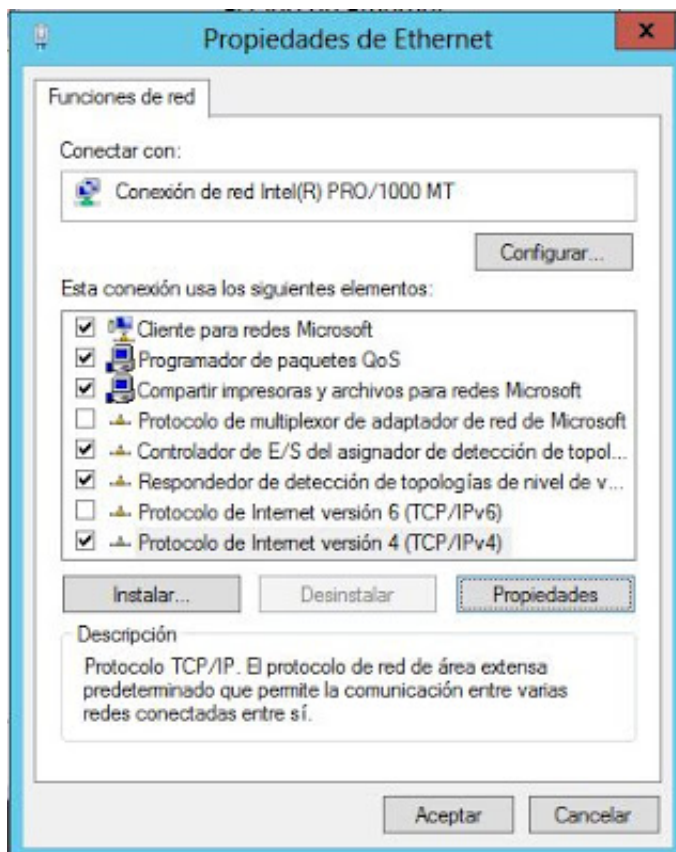 Propiedades de Ethernet
x
Funciones de red
Conectar con:
Conexión de red Intel(R) PRO/1000 MT
Configurar...
Esta conexión usa los siguientes elementos:
Cliente para redes Microsoft
Programador de paquetes QoS
Compartir impresoras y archivos para redes Microsoft
Protocolo de multiplexor de adaptador de red de Microsoft
Controlador de E/S del asignador de detección de topol...
Respondedor de detección de topologías de nivel de v...
Protocolo de Internet versión 6 (TCP/IPv6)
Protocolo de Internet versión 4 (TCP/IPv4)
Instalar...
Desinstalar
Propiedades
Descripción
Protocolo TCP/IP. El protocolo de red de área extensa
predeterminado que permite la comunicación entre varias
redes conectadas entre sí.
Aceptar
Cancelar